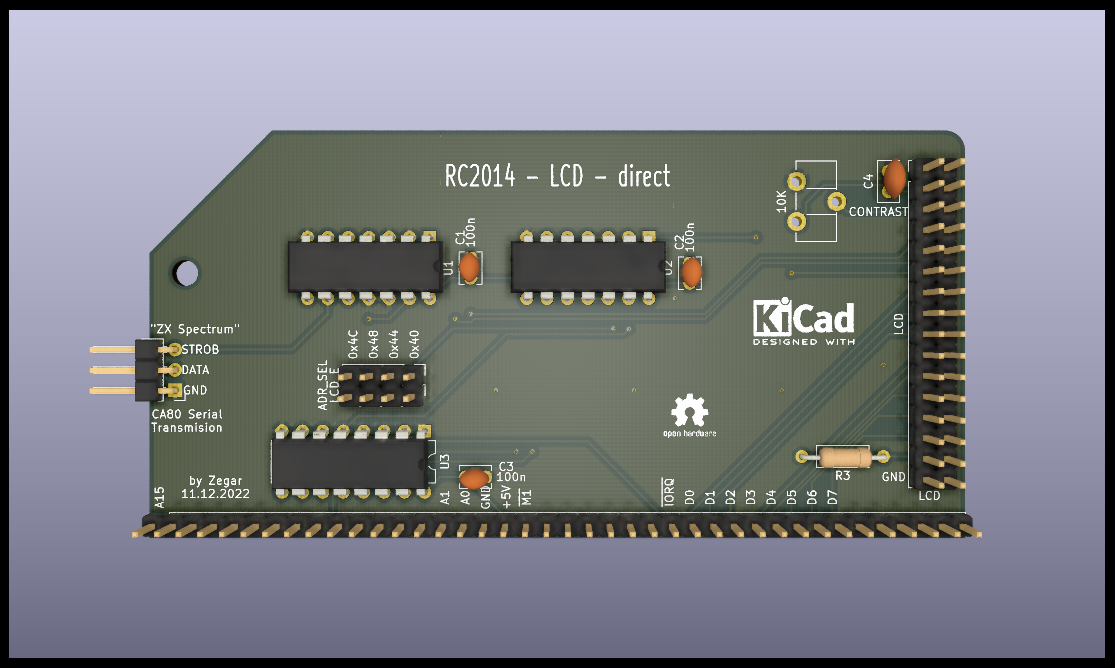 RC2014 - LCD - direct
C4
10K
CONTRAST
C1
100n
U1
C2
100n
U2
KiCad
DESIGNED WITH
LCD
"ZX Spectrum"
STROB
DATA
GND
CA80 Serial
Transmision
0x4C
0x48
0x44
0x40
ADR_SEL
LCD_E
open hardware
U3
C3
100n
R3
GND
LCD
by Zegar
11.12.2022
A15
A1
A0
GND
+5V
M1
IORQ
D0
D1
D2
D3
D4
D5
D6
D7